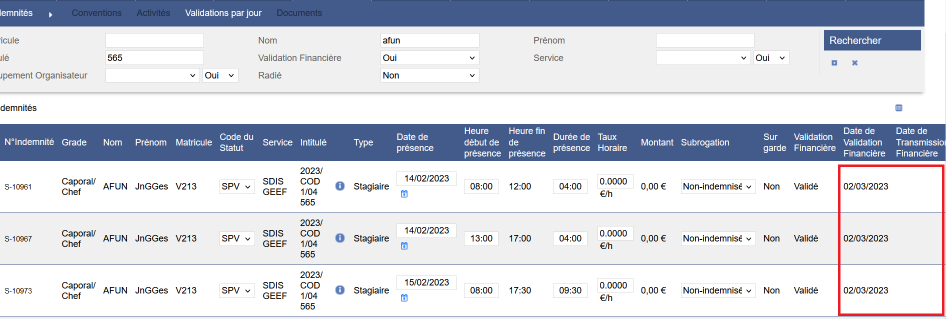 demnités Conventions Activités Validations par jour Documents
ricule Nom afun Prénom Rechercher
ulé 565 Validation Financière Oui Service Oui
upement Organisateur Oui Radié Non
demnités
N°Indemnité Grade Nom Prénom Matricule Code du Statut Service Intitulé Type Date de présence Heure début de présence Heure fin de présence Durée de présence Taux Horaire Montant Subrogation Sur garde Validation Financière Date de Validation Financière Date de Transmission Financière
S-10961 Caporal/Chef AFUN JnGGes V213 SPV SDIS GEEF 2023/COD 1/04 565 Stagiaire 14/02/2023 08:00 12:00 04:00 0.0000 €/h 0,00 € Non-indemnisé Non Validé 02/03/2023
S-10967 Caporal/Chef AFUN JnGGes V213 SPV SDIS GEEF 2023/COD 1/04 565 Stagiaire 14/02/2023 13:00 17:00 04:00 0.0000 €/h 0,00 € Non-indemnisé Non Validé 02/03/2023
S-10973 Caporal/Chef AFUN JnGGes V213 SPV SDIS GEEF 2023/COD 1/04 565 Stagiaire 15/02/2023 08:00 17:30 09:30 0.0000 €/h 0,00 € Non-indemnisé Non Validé 02/03/2023